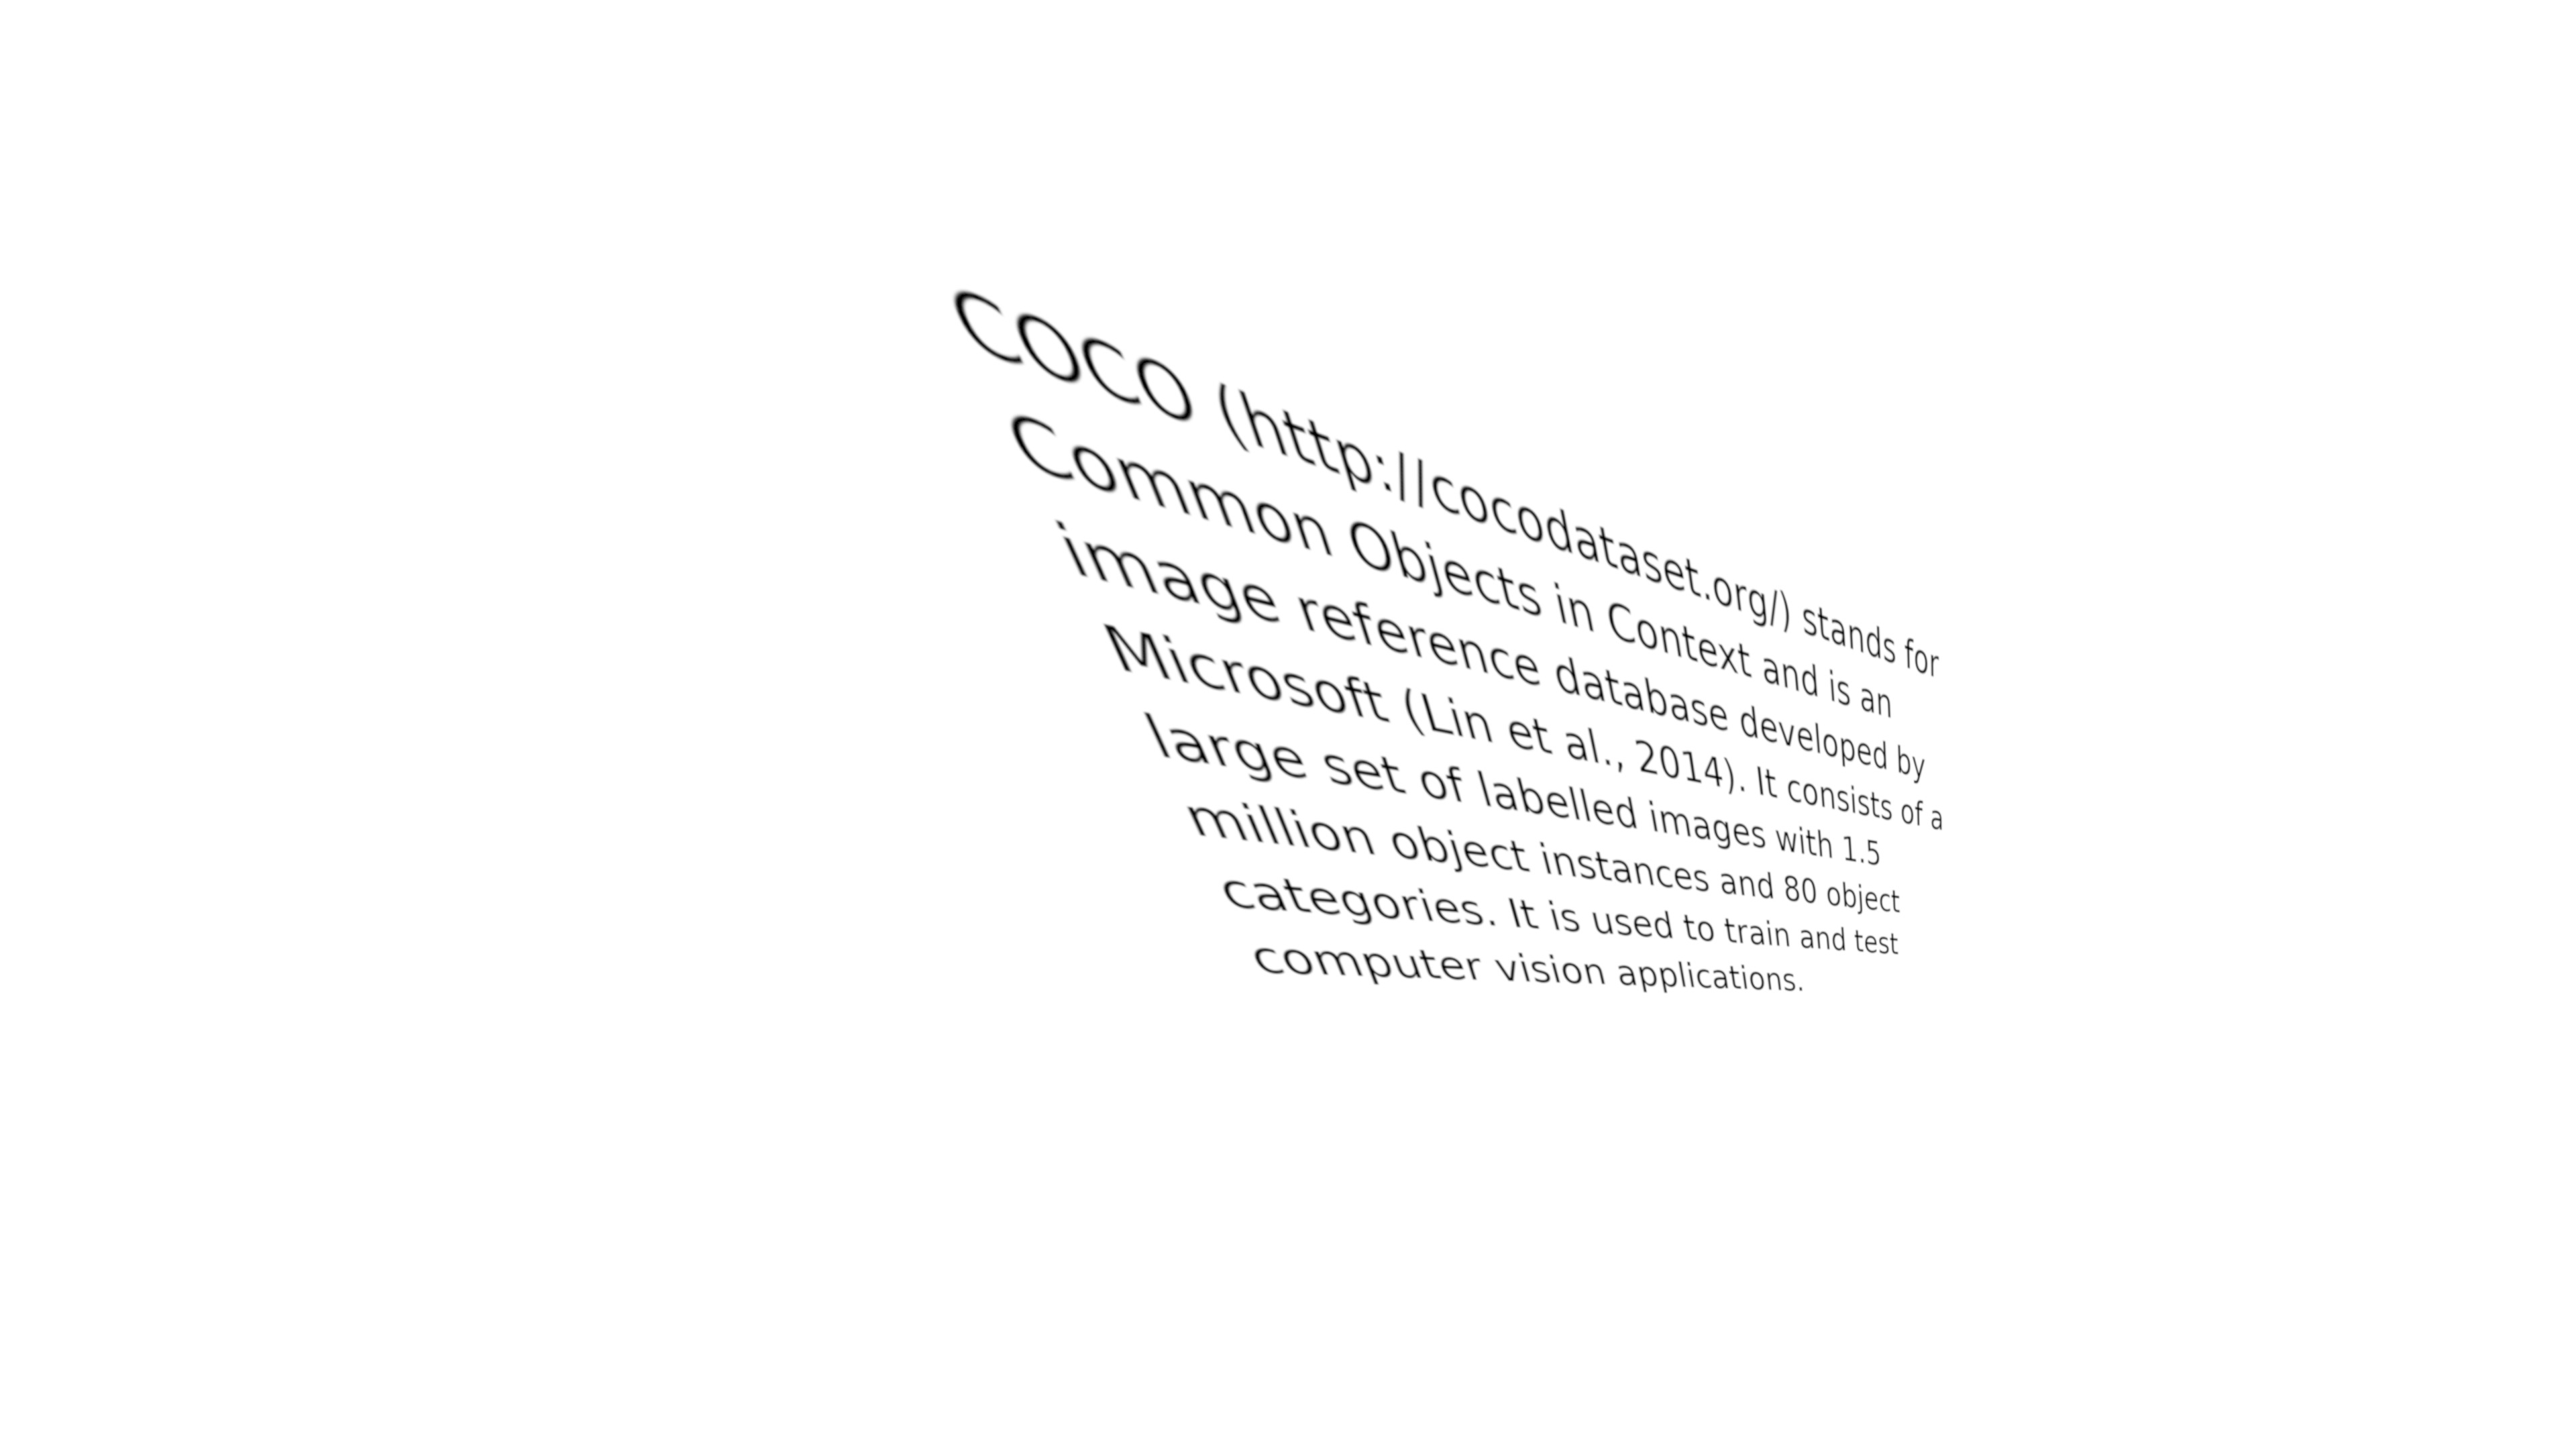 COCO (http://cocodataset.org/) stands for
Common Objects in Context and is an
image reference database developed by
Microsoft (Lin et al., 2014). It consists of a
large set of labelled images with 1.5
million object instances and 80 object
categories. It is used to train and test
computer vision applications.